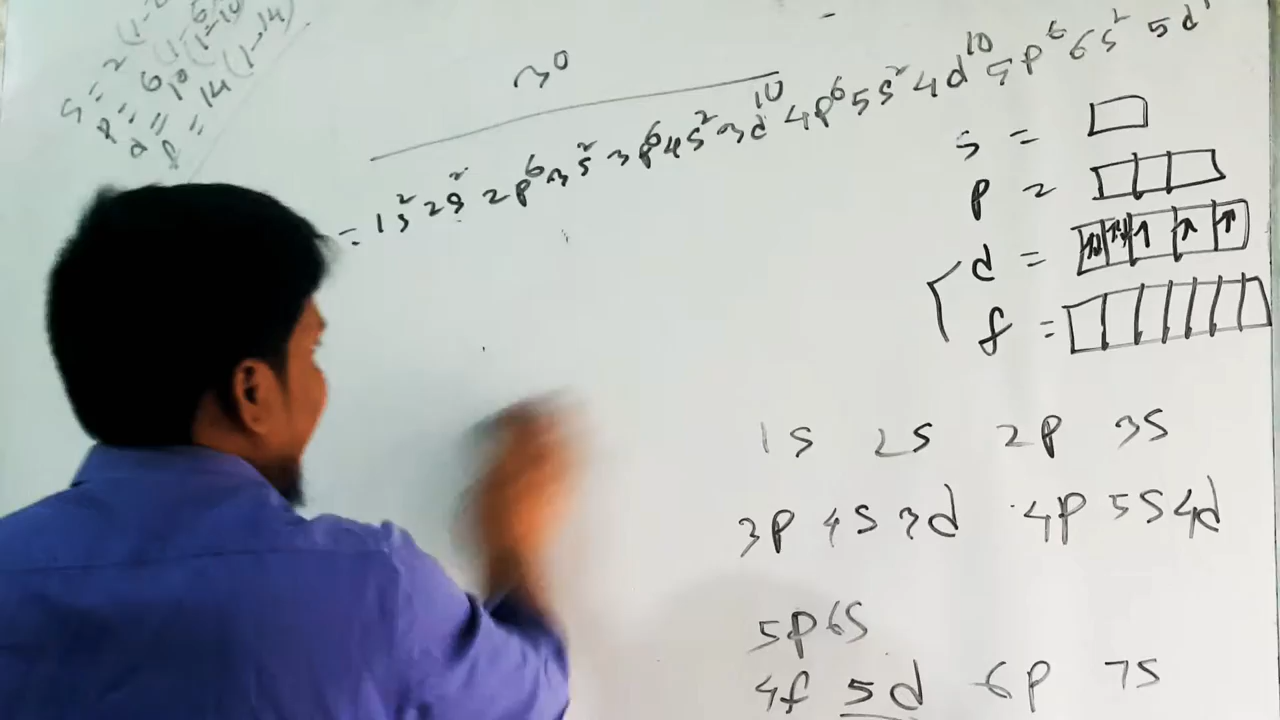 s = 2 (1-2
p = 6 (1-6
d = 10 (1-10
f = 14 (1-14)
30
= 1s² 2s² 2p⁶ 3s² 3p⁶ 4s² 3d¹⁰ 4p⁶ 5s² 4d¹⁰ 5p⁶ 6s² 5d¹
s =
p =
d =
f =
1s 2s 2p 3s
3p 4s 3d 4p 5s 4d
5p 6s
4f 5d 6p 7s